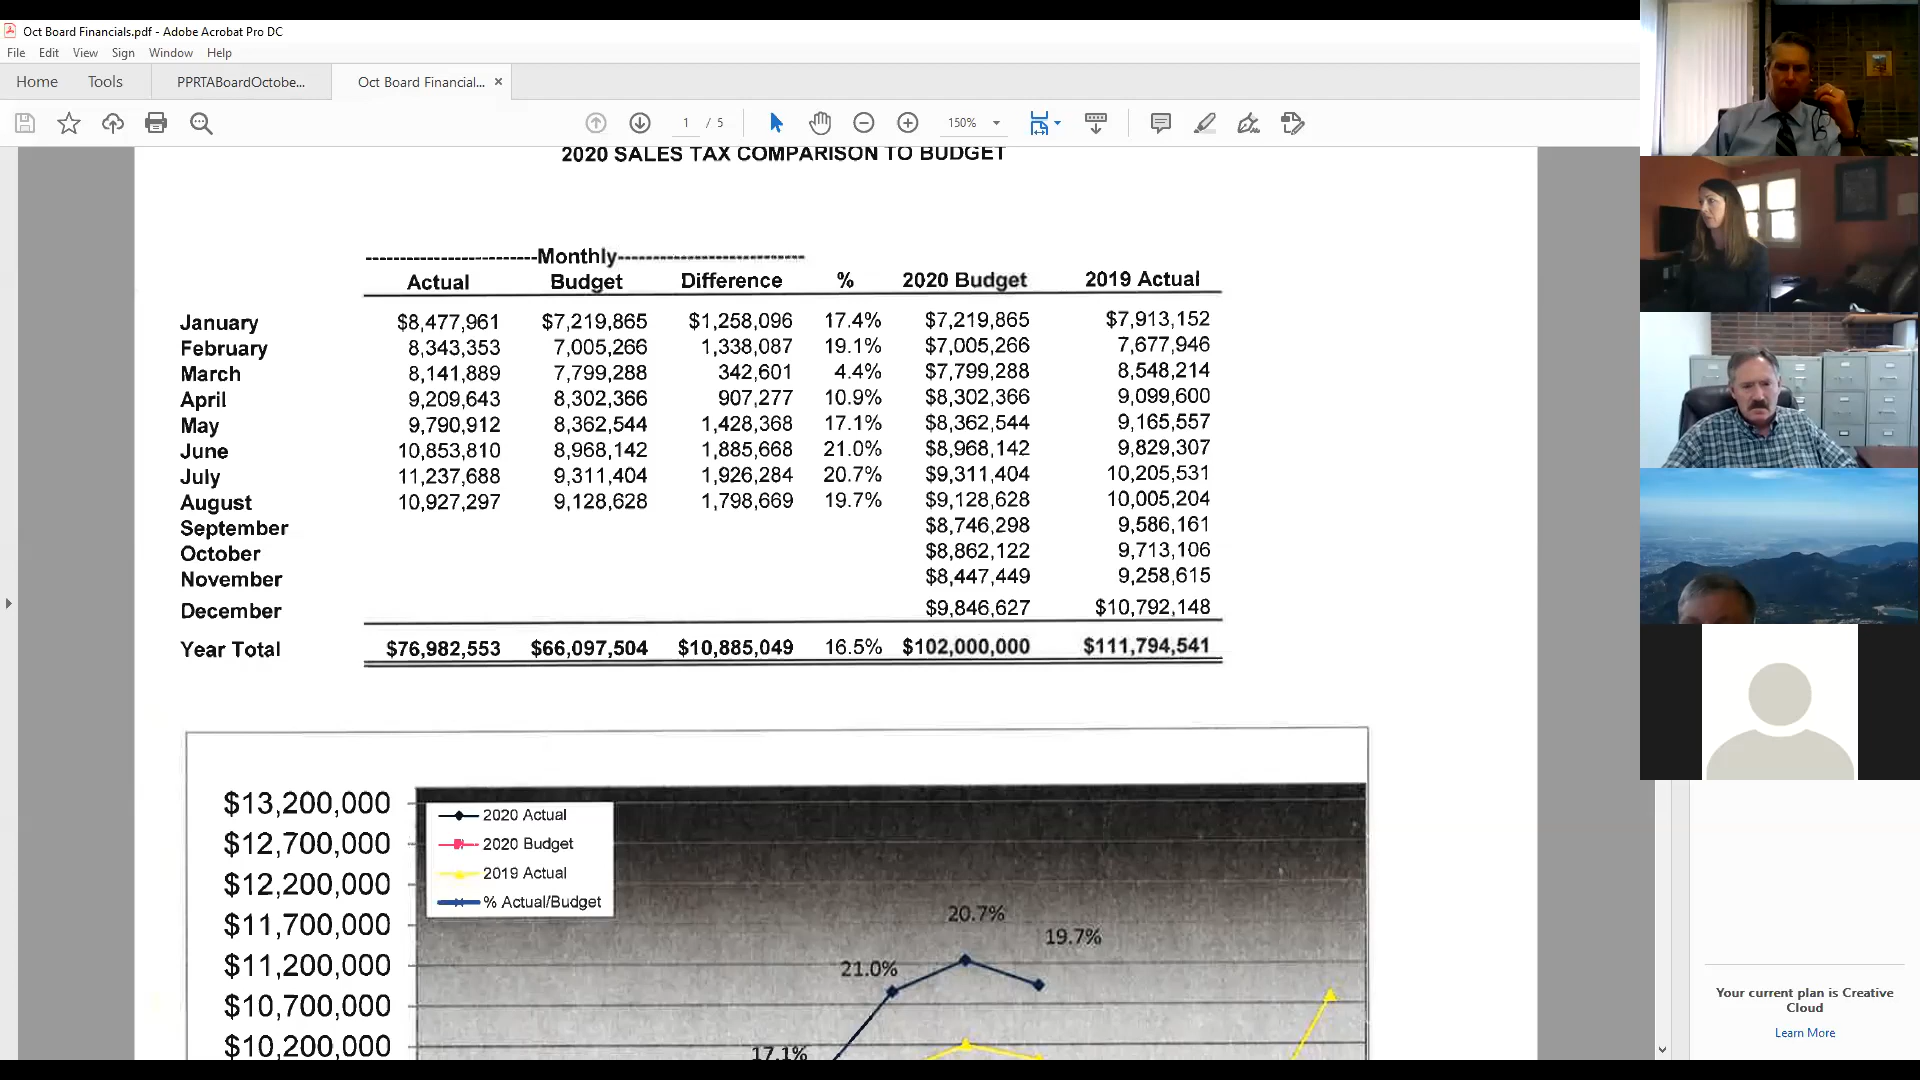 Oct Board Financials.pdf - Adobe Acrobat Pro DC
File Edit View Sign Window Help
Home Tools PPRTABoardOctobe... Oct Board Financial... ×
1 / 5 150%
2020 SALES TAX COMPARISON TO BUDGET
------------------------Monthly--------------------------
Actual Budget Difference % 2020 Budget 2019 Actual
January $8,477,961 $7,219,865 $1,258,096 17.4% $7,219,865 $7,913,152
February 8,343,353 7,005,266 1,338,087 19.1% $7,005,266 7,677,946
March 8,141,889 7,799,288 342,601 4.4% $7,799,288 8,548,214
April 9,209,643 8,302,366 907,277 10.9% $8,302,366 9,099,600
May 9,790,912 8,362,544 1,428,368 17.1% $8,362,544 9,165,557
June 10,853,810 8,968,142 1,885,668 21.0% $8,968,142 9,829,307
July 11,237,688 9,311,404 1,926,284 20.7% $9,311,404 10,205,531
August 10,927,297 9,128,628 1,798,669 19.7% $9,128,628 10,005,204
September $8,746,298 9,586,161
October $8,862,122 9,713,106
November $8,447,449 9,258,615
December $9,846,627 $10,792,148
Year Total $76,982,553 $66,097,504 $10,885,049 16.5% $102,000,000 $111,794,541
$13,200,000
$12,700,000
$12,200,000
$11,700,000
$11,200,000
$10,700,000
$10,200,000
2020 Actual
2020 Budget
2019 Actual
% Actual/Budget
20.7%
19.7%
21.0%
17.1%
Your current plan is Creative
Cloud
Learn More